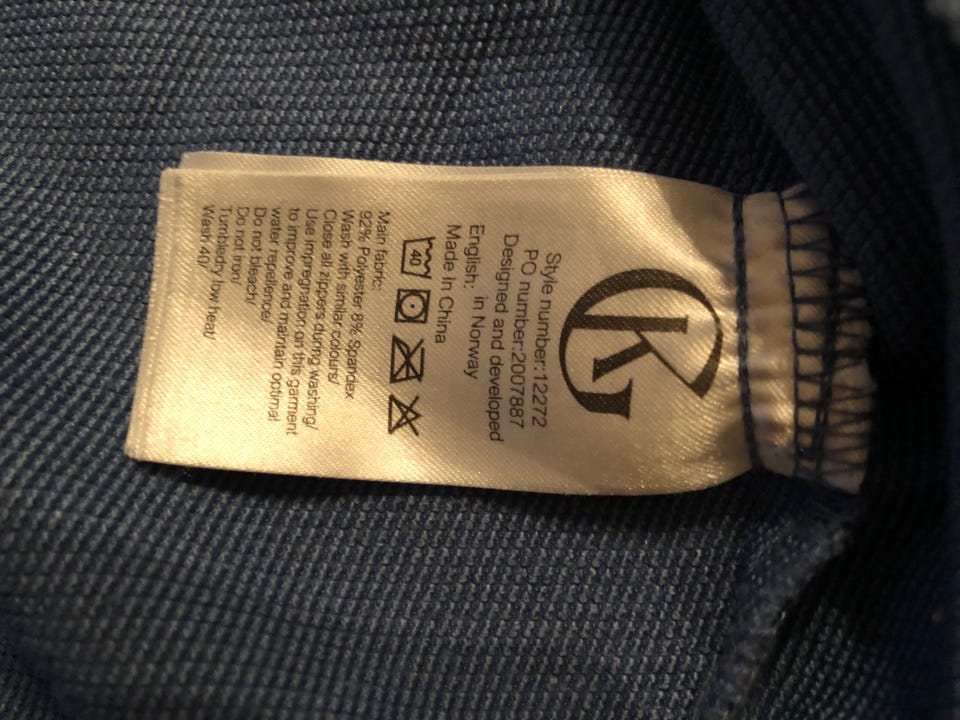 K
Style number:12272
PO number:2007887
Designed and developed
English: in Norway
Made In China
40
Main fabric:
92% Polyester 8% Spandex
Wash with similar colours/
Close all zippers during washing/
Use impregnation on this garment
to improve and maintain optimal
water repellence/
Do not bleach/
Do not iron/
Tumbledry low heat/
Wash 40°